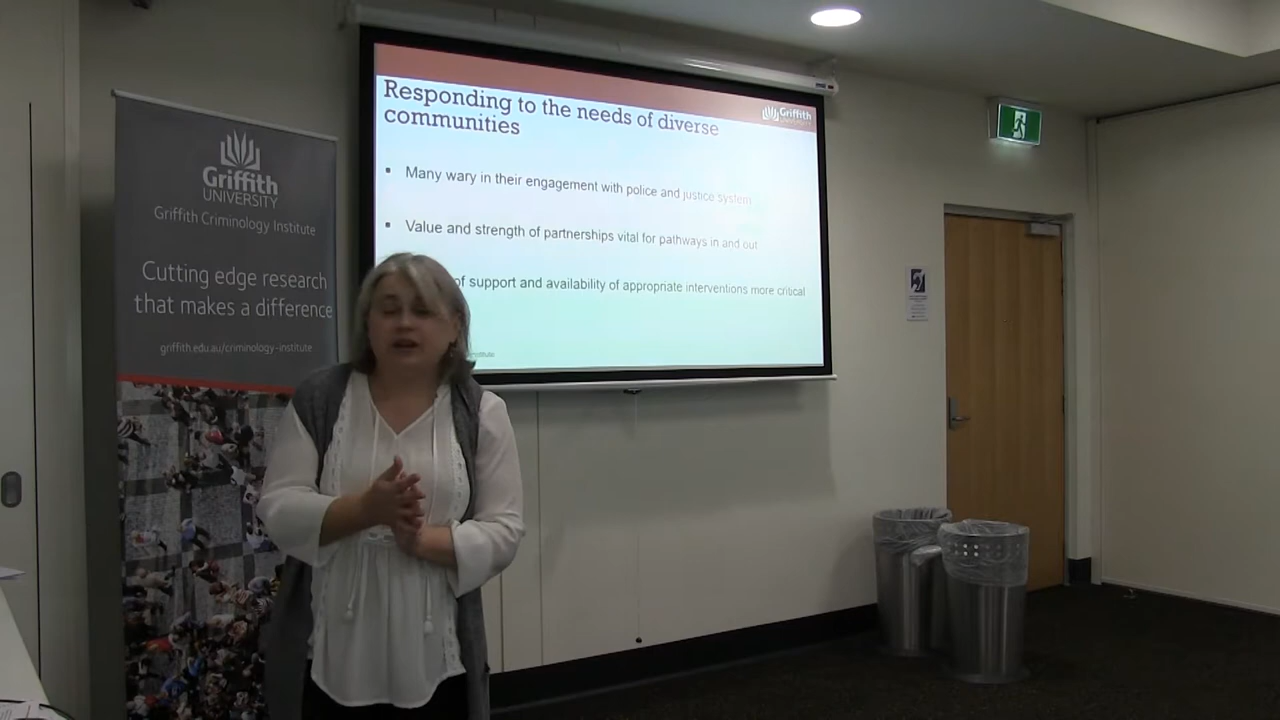 Griffith
UNIVERSITY
Griffith Criminology Institute
Cutting edge research
that makes a difference
griffith.edu.au/criminology-institute
Responding to the needs of diverse
communities
Griffith
UNIVERSITY
▪ Many wary in their engagement with police and justice system
▪ Value and strength of partnerships vital for pathways in and out
of support and availability of appropriate interventions more critical